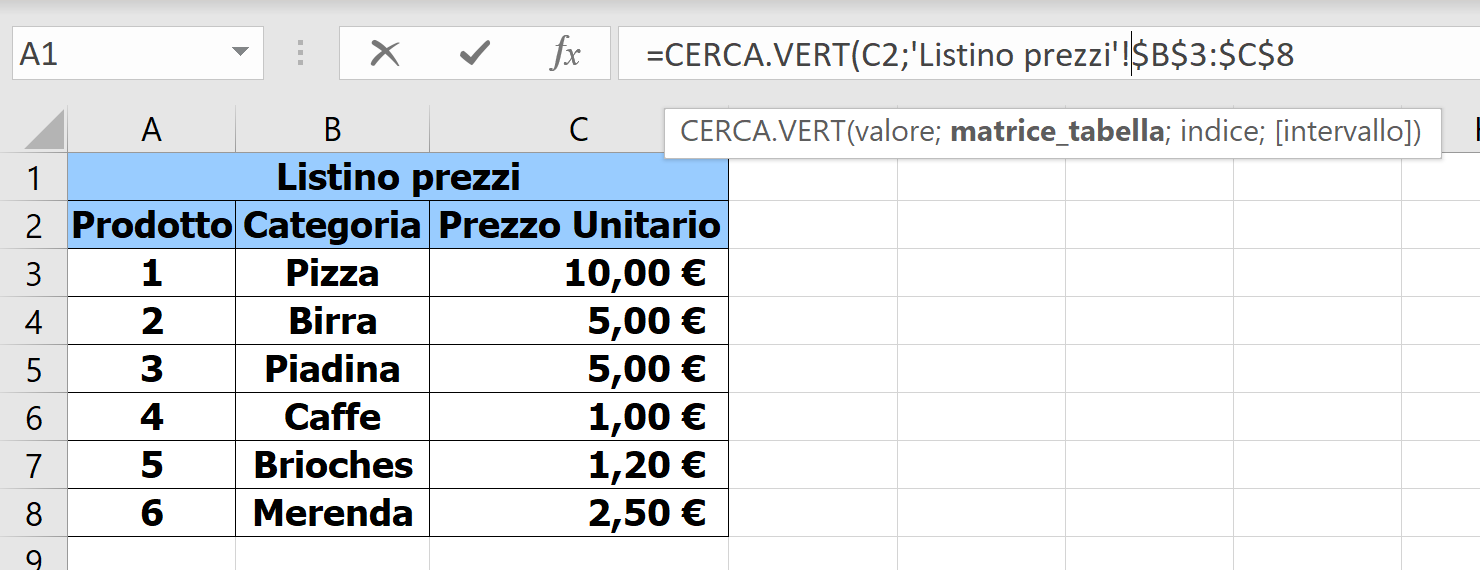 A1 fx =CERCA.VERT(C2;'Listino prezzi'!$B$3:$C$8
CERCA.VERT(valore; matrice_tabella; indice; [intervallo])
A B C
1 Listino prezzi
2 Prodotto Categoria Prezzo Unitario
3 1 Pizza 10,00 €
4 2 Birra 5,00 €
5 3 Piadina 5,00 €
6 4 Caffe 1,00 €
7 5 Brioches 1,20 €
8 6 Merenda 2,50 €
9